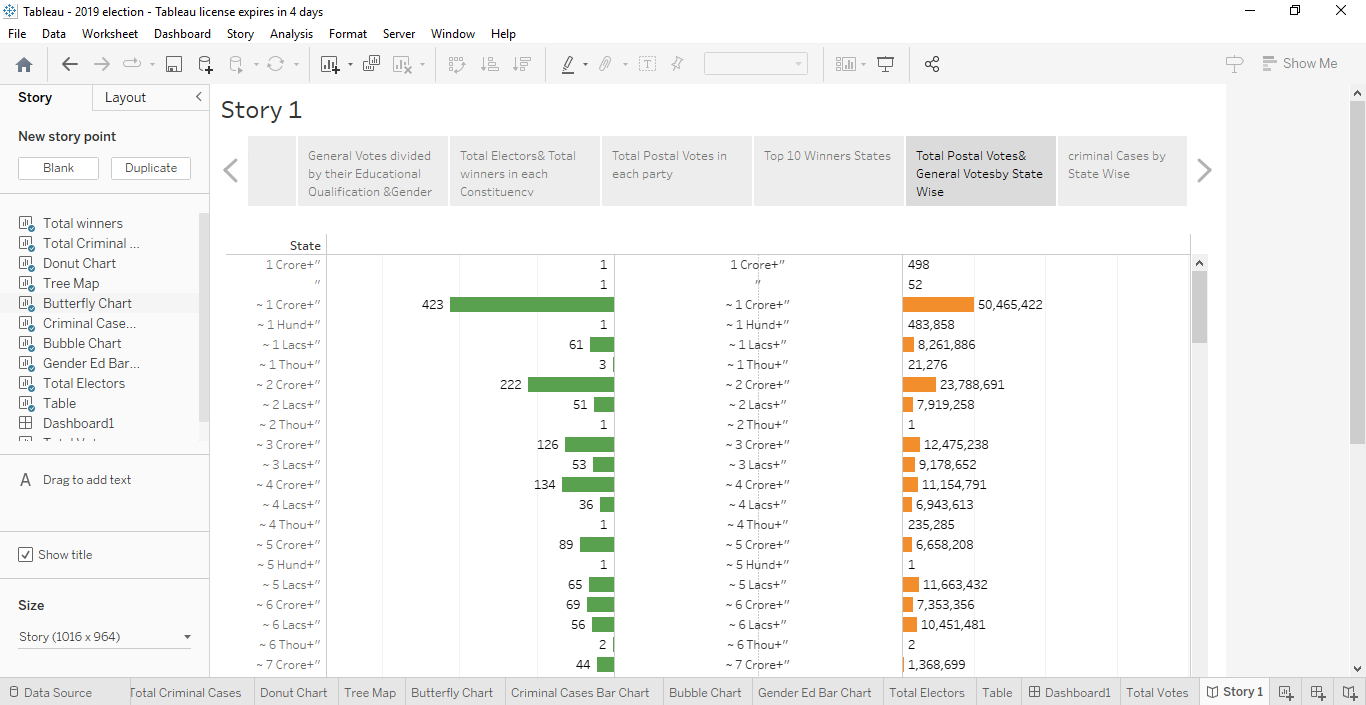 Tableau - 2019 election - Tableau license expires in 4 days
File Data Worksheet Dashboard Story Analysis Format Server Window Help
Show Me
Story Layout
New story point
Blank Duplicate
Total winners
Total Criminal ...
Donut Chart
Tree Map
Butterfly Chart
Criminal Case...
Bubble Chart
Gender Ed Bar...
Total Electors
Table
Dashboard1
A Drag to add text
Show title
Size
Story (1016 x 964)
Story 1
General Votes divided
by their Educational
Qualification &Gender
Total Electors& Total
winners in each
Constituency
Total Postal Votes in
each party
Top 10 Winners States
Total Postal Votes&
General Votesby State
Wise
criminal Cases by
State Wise
State
1 Crore+" 1 1 Crore+" 498
" 1 " 52
~ 1 Crore+" 423 ~ 1 Crore+" 50,465,422
~ 1 Hund+" 1 ~ 1 Hund+" 483,858
~ 1 Lacs+" 61 ~ 1 Lacs+" 8,261,886
~ 1 Thou+" 3 ~ 1 Thou+" 21,276
~ 2 Crore+" 222 ~ 2 Crore+" 23,788,691
~ 2 Lacs+" 51 ~ 2 Lacs+" 7,919,258
~ 2 Thou+" 1 ~ 2 Thou+" 1
~ 3 Crore+" 126 ~ 3 Crore+" 12,475,238
~ 3 Lacs+" 53 ~ 3 Lacs+" 9,178,652
~ 4 Crore+" 134 ~ 4 Crore+" 11,154,791
~ 4 Lacs+" 36 ~ 4 Lacs+" 6,943,613
~ 4 Thou+" 1 ~ 4 Thou+" 235,285
~ 5 Crore+" 89 ~ 5 Crore+" 6,658,208
~ 5 Hund+" 1 ~ 5 Hund+" 1
~ 5 Lacs+" 65 ~ 5 Lacs+" 11,663,432
~ 6 Crore+" 69 ~ 6 Crore+" 7,353,356
~ 6 Lacs+" 56 ~ 6 Lacs+" 10,451,481
~ 6 Thou+" 2 ~ 6 Thou+" 2
~ 7 Crore+" 44 ~ 7 Crore+" 1,368,699
Data Source Total Criminal Cases Donut Chart Tree Map Butterfly Chart Criminal Cases Bar Chart Bubble Chart Gender Ed Bar Chart Total Electors Table Dashboard1 Total Votes Story 1